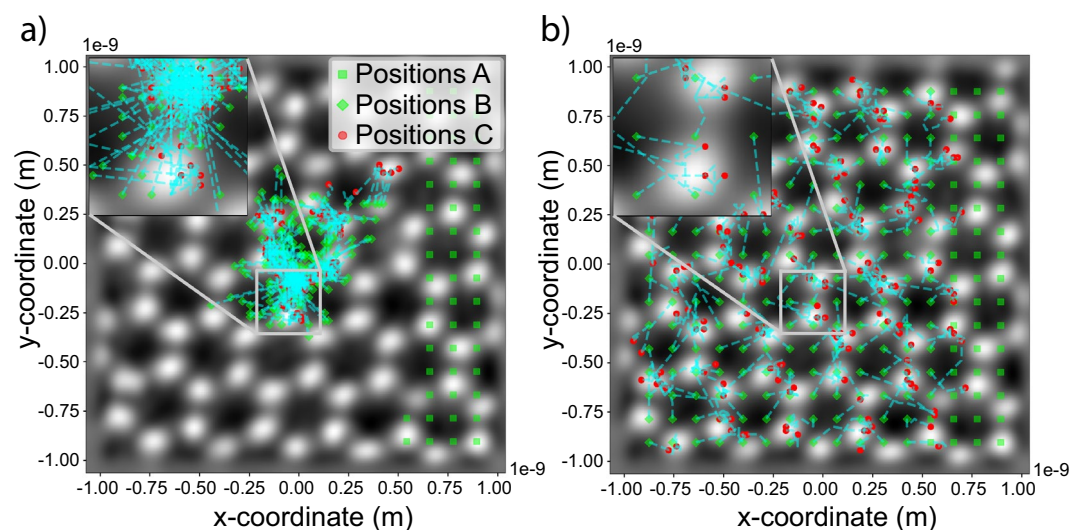 a)
1e-9
1.00
0.75
0.50
0.25
0.00
-0.25
-0.50
-0.75
-1.00
y-coordinate (m)
Positions A
Positions B
Positions C
-1.00 -0.75 -0.50 -0.25 0.00 0.25 0.50 0.75 1.00
1e-9
x-coordinate (m)
b)
1e-9
1.00
0.75
0.50
0.25
0.00
-0.25
-0.50
-0.75
-1.00
y-coordinate (m)
-1.00 -0.75 -0.50 -0.25 0.00 0.25 0.50 0.75 1.00
1e-9
x-coordinate (m)